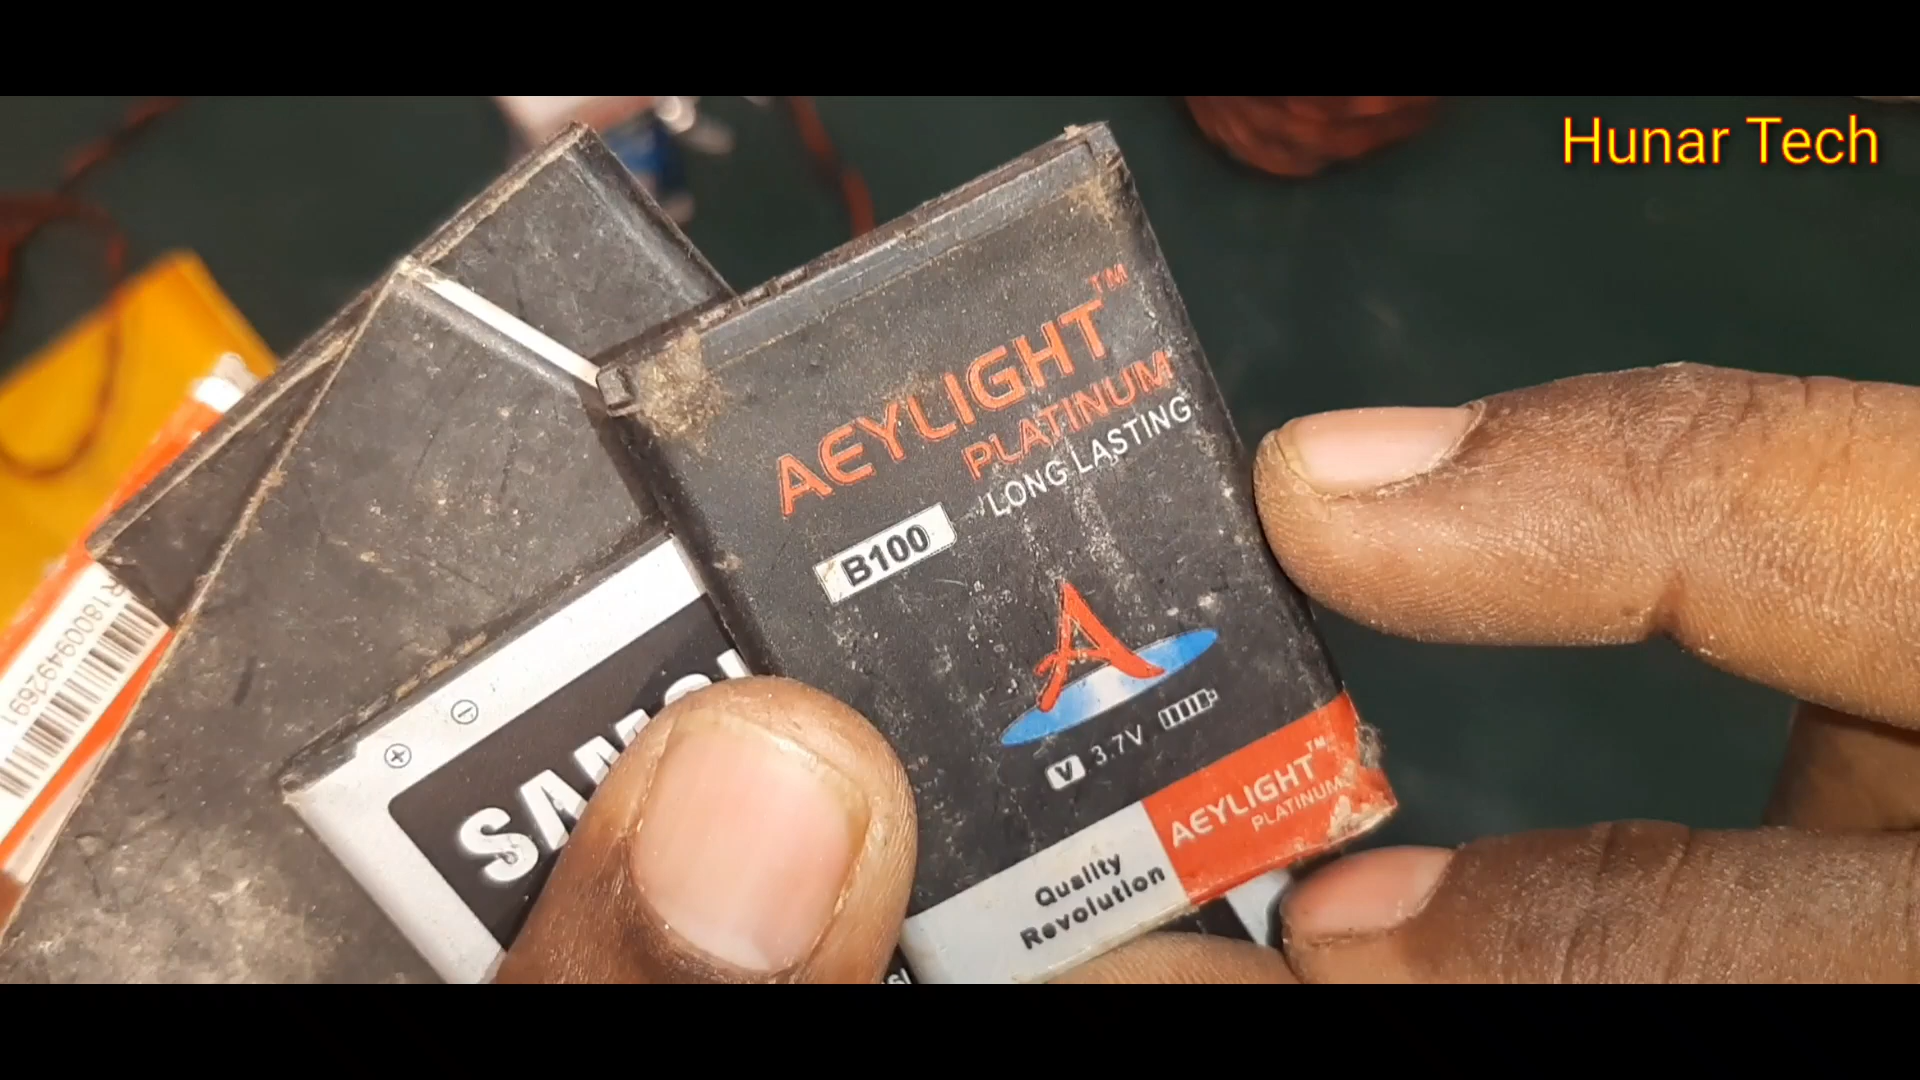 Hunar Tech
AEYLIGHT™
PLATINUM
LONG LASTING
B100
A
V 3.7V
AEYLIGHT™
PLATINUM
Quality
Revolution
R18009492691